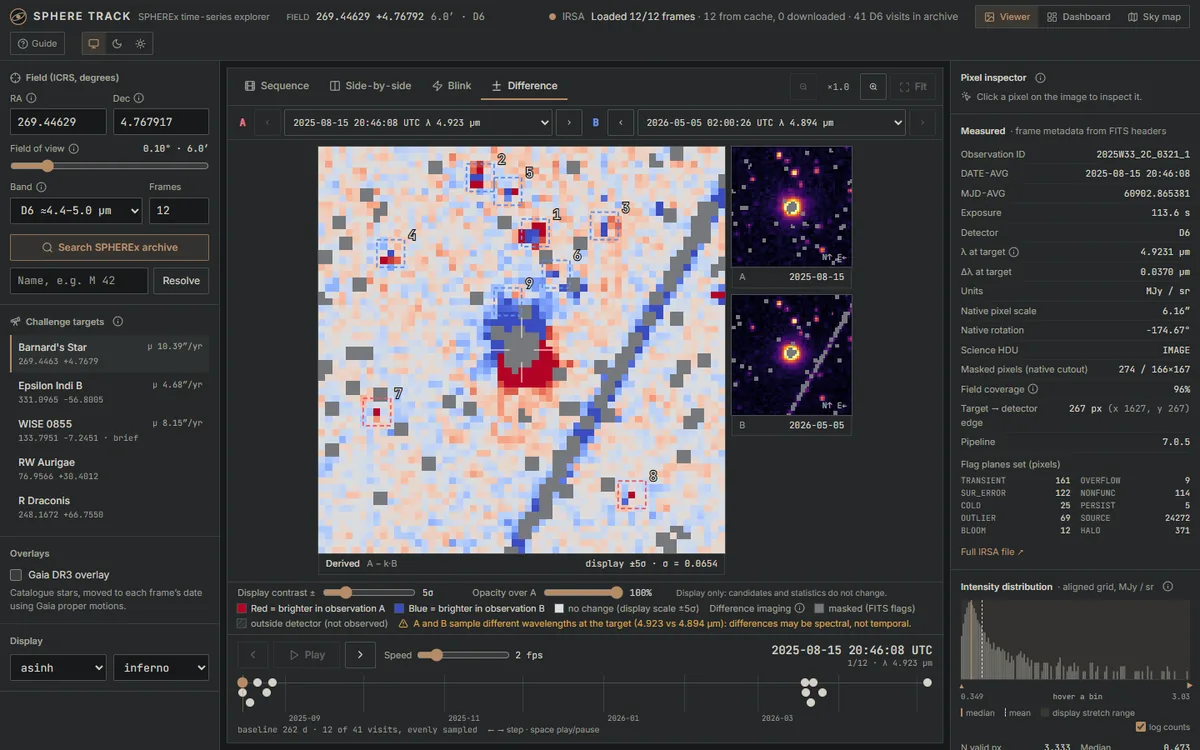 SPHERE TRACK SPHEREx time-series explorer FIELD 269.44629 +4.76792 6.0′ · D6 IRSA Loaded 12/12 frames · 12 from cache, 0 downloaded · 41 D6 visits in archive Viewer Dashboard Sky map
Guide
Field (ICRS, degrees)
RA Dec
269.44629 4.767917
Field of view 0.10° · 6.0′
Band Frames
D6 ≈4.4–5.0 µm 12
Search SPHEREx archive
Name, e.g. M 42 Resolve
Challenge targets
Barnard's Star µ 10.39″/yr
269.4463 +4.7679
Epsilon Indi B µ 4.68″/yr
331.0965 -56.8005
WISE 0855 µ 8.15″/yr
133.7951 -7.2451 · brief
RW Aurigae
76.9566 +30.4012
R Draconis
248.1672 +66.7550
Overlays
Gaia DR3 overlay
Catalogue stars, moved to each frame's date
using Gaia proper motions.
Display
asinh inferno
Sequence Side-by-side Blink Difference ×1.0 Fit
A 2025-08-15 20:46:08 UTC λ 4.923 µm B 2026-05-05 02:00:26 UTC λ 4.894 µm
2
5
1
3
4
6
9
7
8
N↑ E←
A 2025-08-15
N↑ E←
B 2026-05-05
Derived A − k·B display ±5σ · σ = 0.0654
Display contrast ± 5σ Opacity over A 100% Display only: candidates and statistics do not change.
Red = brighter in observation A Blue = brighter in observation B no change (display scale ±5σ) Difference imaging masked (FITS flags)
outside detector (not observed) A and B sample different wavelengths at the target (4.923 vs 4.894 µm): differences may be spectral, not temporal.
Play Speed 2 fps 2025-08-15 20:46:08 UTC
1/12 · λ 4.923 µm
2025-09 2025-11 2026-01 2026-03
baseline 262 d · 12 of 41 visits, evenly sampled ←→ step · space play/pause
Pixel inspector
Click a pixel on the image to inspect it.
Measured · frame metadata from FITS headers
Observation ID 2025W33_2C_0321_1
DATE-AVG 2025-08-15 20:46:08
MJD-AVG 60902.865381
Exposure 113.6 s
Detector D6
λ at target 4.9231 µm
Δλ at target 0.0370 µm
Units MJy / sr
Native pixel scale 6.16″
Native rotation -174.67°
Science HDU IMAGE
Masked pixels (native cutout) 274 / 166×167
Field coverage 96%
Target → detector edge 267 px (x 1627, y 267)
Pipeline 7.0.5
Flag planes set (pixels)
TRANSIENT 161 OVERFLOW 9
SUR_ERROR 122 NONFUNC 114
COLD 25 PERSIST 5
OUTLIER 69 SOURCE 24272
BLOOM 12 HALO 371
Full IRSA file ↗
Intensity distribution · aligned grid, MJy / sr
0.349 hover a bin 3.03
median mean display stretch range
log counts
N valid px 3,333 Median 0.473